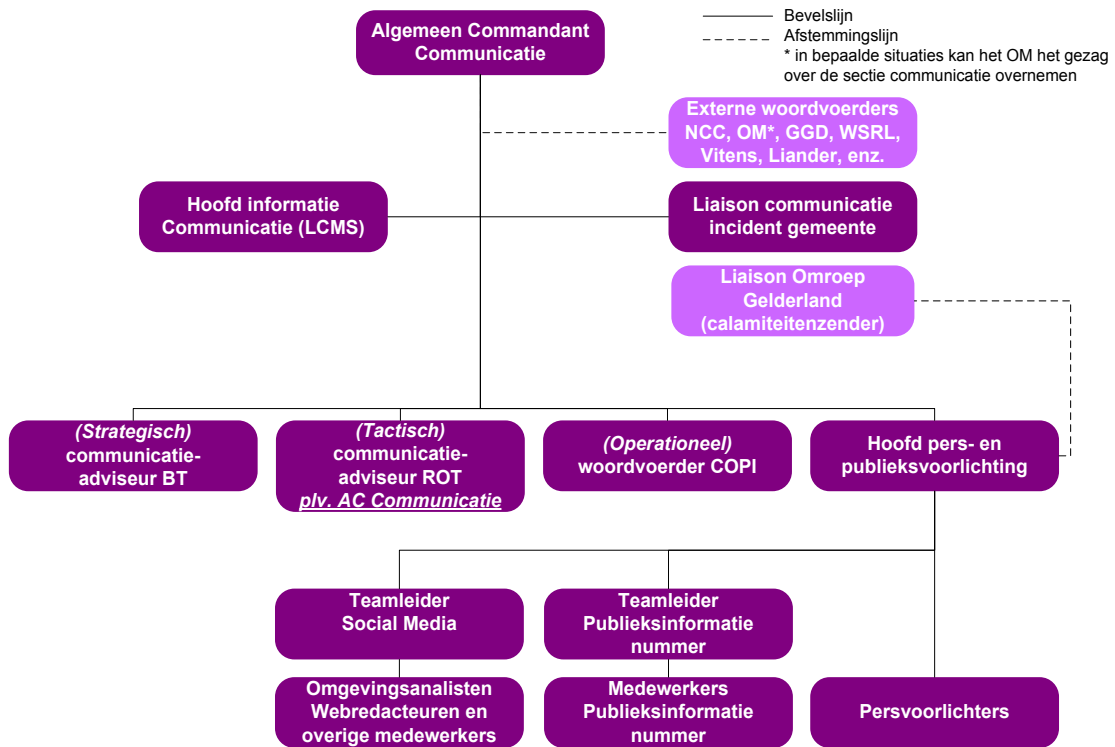 Algemeen Commandant
Communicatie
Bevelslijn
Afstemmingslijn
* in bepaalde situaties kan het OM het gezag
over de sectie communicatie overnemen
Externe woordvoerders
NCC, OM*, GGD, WSRL,
Vitens, Liander, enz.
Hoofd informatie
Communicatie (LCMS)
Liaison communicatie
incident gemeente
Liaison Omroep
Gelderland
(calamiteitenzender)
(Strategisch)
communicatie-
adviseur BT
(Tactisch)
communicatie-
adviseur ROT
plv. AC Communicatie
(Operationeel)
woordvoerder COPI
Hoofd pers- en
publieksvoorlichting
Teamleider
Social Media
Teamleider
Publieksinformatie
nummer
Omgevingsanalisten
Webredacteuren en
overige medewerkers
Medewerkers
Publieksinformatie
nummer
Persvoorlichters